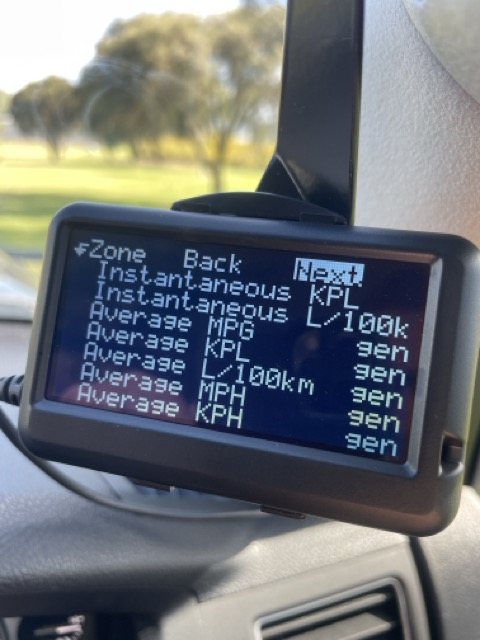 Zone Back Next
Instantaneous KPL
Instantaneous L/100k
Average MPG gen
Average KPL gen
Average L/100km gen
Average MPH gen
Average KPH gen